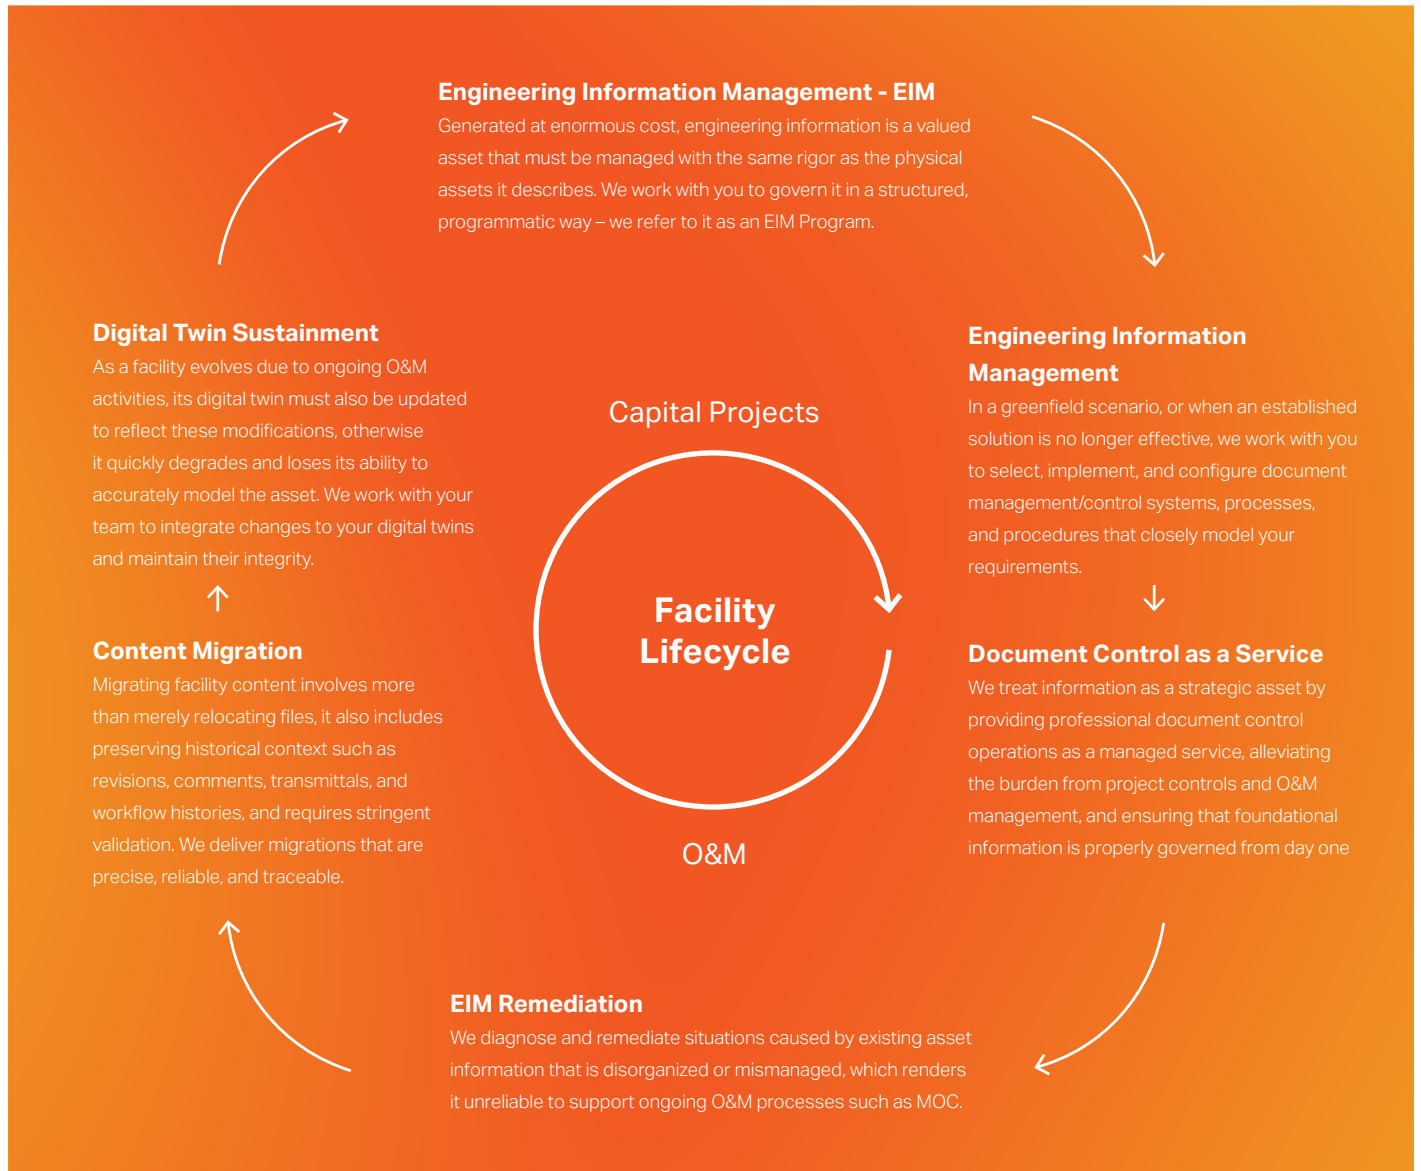 Engineering Information Management - EIM
Generated at enormous cost, engineering information is a valued
asset that must be managed with the same rigor as the physical
assets it describes. We work with you to govern it in a structured,
programmatic way – we refer to it as an EIM Program.
Digital Twin Sustainment
As a facility evolves due to ongoing O&M
activities, its digital twin must also be updated
to reflect these modifications, otherwise
it quickly degrades and loses its ability to
accurately model the asset. We work with your
team to integrate changes to your digital twins
and maintain their integrity.
Engineering Information
Management
In a greenfield scenario, or when an established
solution is no longer effective, we work with you
to select, implement, and configure document
management/control systems, processes,
and procedures that closely model your
requirements.
Capital Projects
Facility
Lifecycle
O&M
Content Migration
Migrating facility content involves more
than merely relocating files, it also includes
preserving historical context such as
revisions, comments, transmittals, and
workflow histories, and requires stringent
validation. We deliver migrations that are
precise, reliable, and traceable.
Document Control as a Service
We treat information as a strategic asset by
providing professional document control
operations as a managed service, alleviating
the burden from project controls and O&M
management, and ensuring that foundational
information is properly governed from day one
EIM Remediation
We diagnose and remediate situations caused by existing asset
information that is disorganized or mismanaged, which renders
it unreliable to support ongoing O&M processes such as MOC.